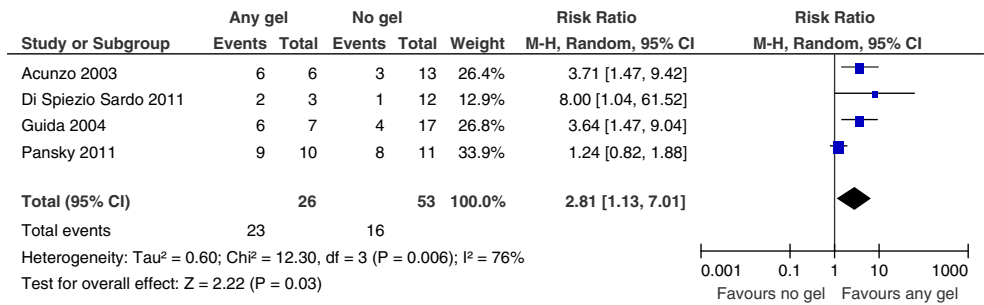 Any gel No gel Risk Ratio Risk Ratio
Study or Subgroup Events Total Events Total Weight M-H, Random, 95% CI M-H, Random, 95% CI
Acunzo 2003 6 6 3 13 26.4% 3.71 [1.47, 9.42]
Di Spiezio Sardo 2011 2 3 1 12 12.9% 8.00 [1.04, 61.52]
Guida 2004 6 7 4 17 26.8% 3.64 [1.47, 9.04]
Pansky 2011 9 10 8 11 33.9% 1.24 [0.82, 1.88]
Total (95% CI) 26 53 100.0% 2.81 [1.13, 7.01]
Total events 23 16
Heterogeneity: Tau² = 0.60; Chi² = 12.30, df = 3 (P = 0.006); I² = 76%
Test for overall effect: Z = 2.22 (P = 0.03)
0.001 0.1 1 10 1000
Favours no gel Favours any gel